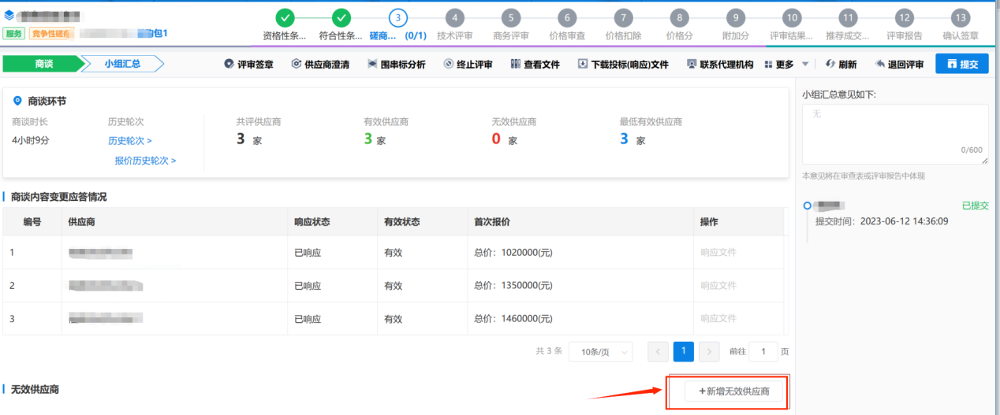 服务 竞争性磋商 包1
资格性条... 符合性条... 3 磋商... (0/1) 4 技术评审 5 商务评审 6 价格审查 7 价格扣除 8 价格分 9 附加分 10 评审结果... 11 推荐成交... 12 评审报告 13 确认签章
商谈 小组汇总 评审签章 供应商澄清 围串标分析 终止评审 查看文件 下载投标(响应)文件 联系代理机构 更多 刷新 退回评审 提交
商谈环节
商谈时长 历史轮次 共评供应商 有效供应商 无效供应商 最低有效供应商
4小时9分 历史轮次 > 3 家 3 家 0 家 3 家
报价历史轮次 >
商谈内容变更应答情况
编号 供应商 响应状态 有效状态 首次报价 操作
1 已响应 有效 总价：1020000(元) 响应文件
2 已响应 有效 总价：1350000(元) 响应文件
3 已响应 有效 总价：1460000(元) 响应文件
共 3 条 10条/页 < 1 > 前往 1 页
无效供应商 +新增无效供应商
小组汇总意见如下:
无
0/600
本意见将在审查表或评审报告中体现
已提交
提交时间：2023-06-12 14:36:09